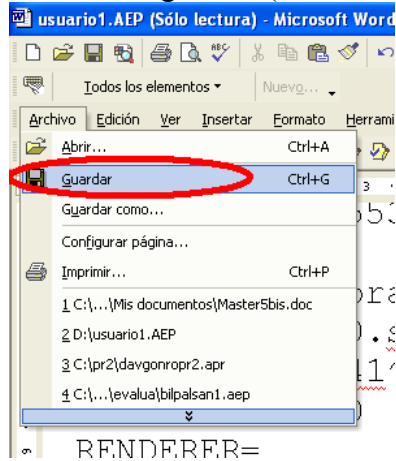 usuario1.AEP (Sólo lectura) - Microsoft Word
Todos los elementos Nuevo...
Archivo Edición Ver Insertar Formato Herrami
Abrir... Ctrl+A
Guardar Ctrl+G
3
Guardar como...
Configurar página...
Imprimir... Ctrl+P
1 C:\...\Mis documentos\Master5bis.doc
2 D:\usuario1.AEP
3 C:\pr2\davgonropr2.apr
4 C:\...\evalua\bilpalsan1.aep
RENDERER=